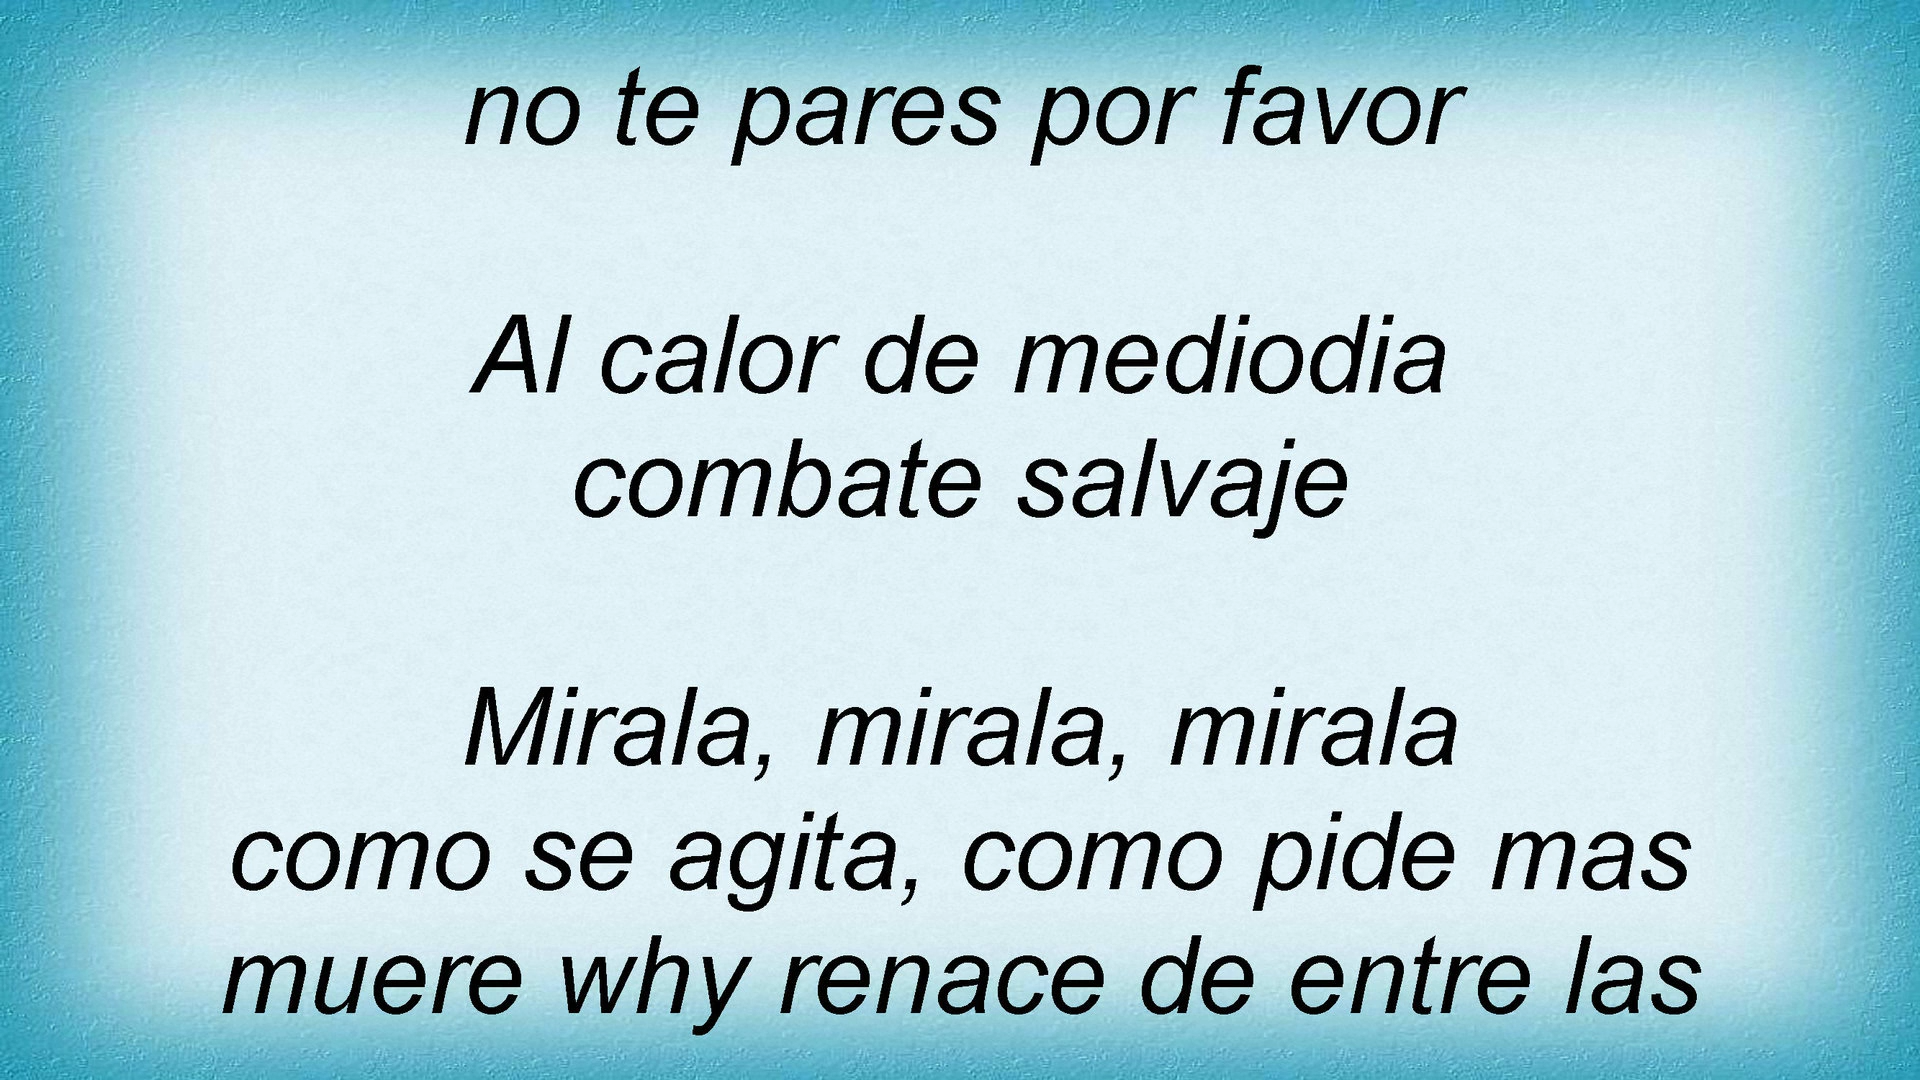 no te pares por favor
Al calor de mediodia
combate salvaje
Mirala, mirala, mirala
como se agita, como pide mas
muere why renace de entre las